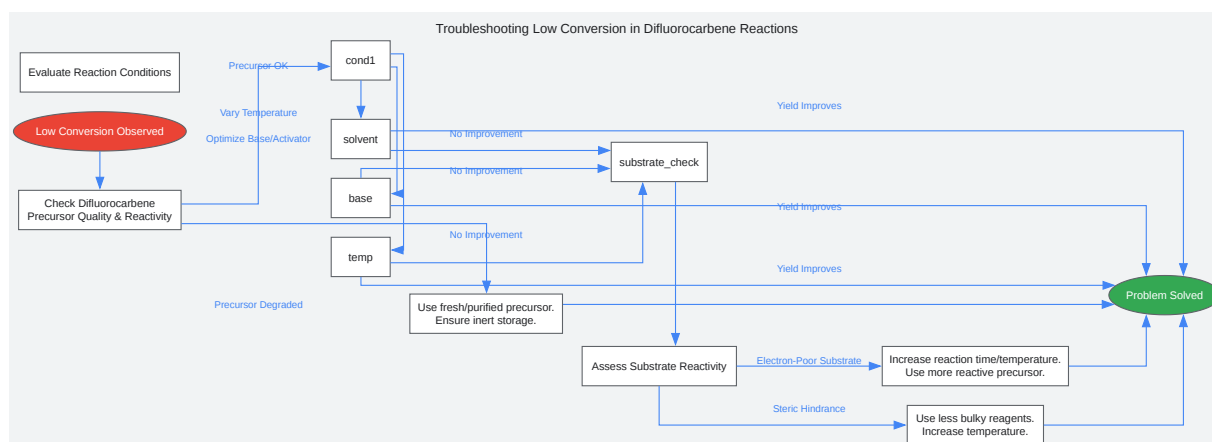 Troubleshooting Low Conversion in Difluorocarbene Reactions
Evaluate Reaction Conditions
Precursor OK
cond1
Vary Temperature
Yield Improves
Low Conversion Observed
Optimize Base/Activator
solvent
No Improvement
substrate_check
No Improvement
Check Difluorocarbene
Precursor Quality & Reactivity
base
Yield Improves
No Improvement
temp
Yield Improves
Precursor Degraded
Use fresh/purified precursor.
Ensure inert storage.
Problem Solved
Assess Substrate Reactivity
Electron-Poor Substrate
Increase reaction time/temperature.
Use more reactive precursor.
Steric Hindrance
Use less bulky reagents.
Increase temperature.